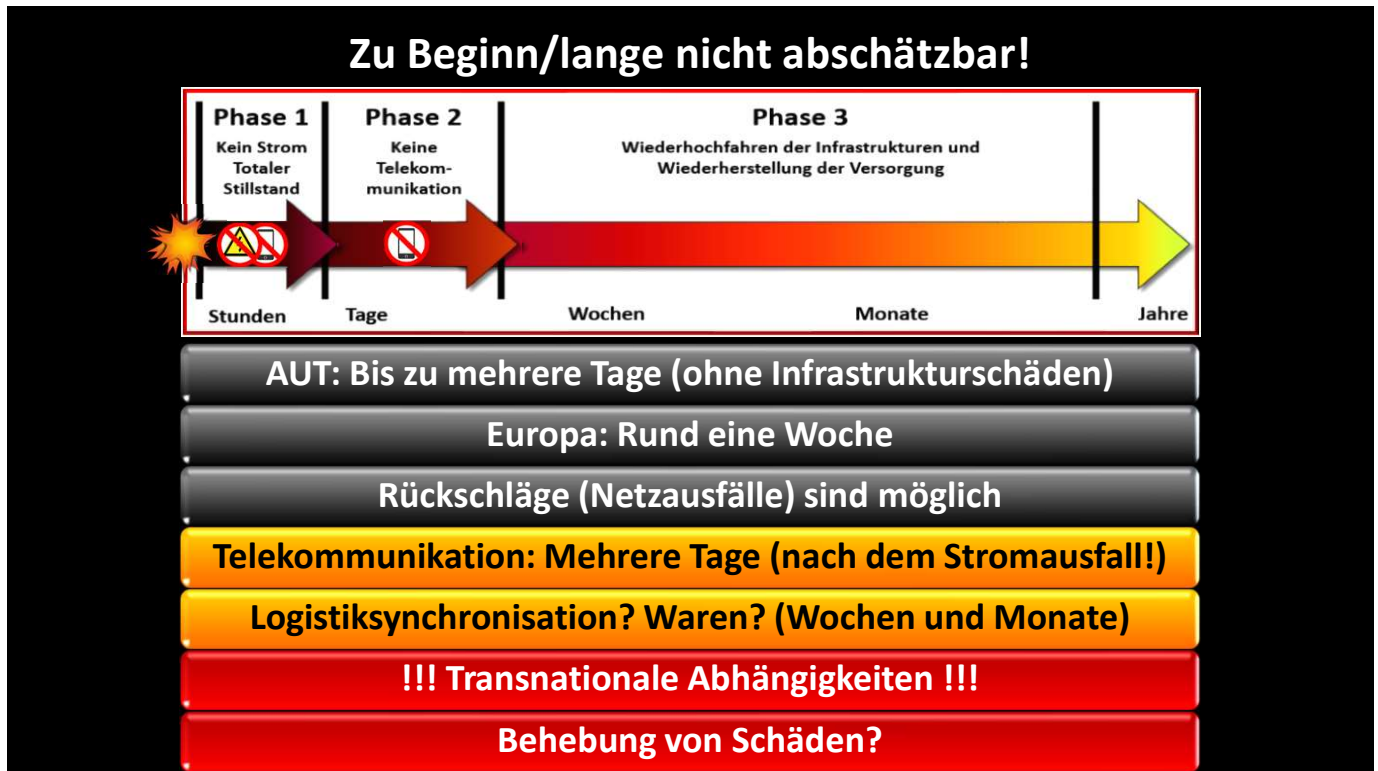 Zu Beginn/lange nicht abschätzbar!
Phase 1
Kein Strom
Totaler
Stillstand
Phase 2
Keine
Telekom-
munikation
Phase 3
Wiederhochfahren der Infrastrukturen und
Wiederherstellung der Versorgung
Stunden
Tage
Wochen
Monate
Jahre
AUT: Bis zu mehrere Tage (ohne Infrastrukturschäden)
Europa: Rund eine Woche
Rückschläge (Netzausfälle) sind möglich
Telekommunikation: Mehrere Tage (nach dem Stromausfall!)
Logistiksynchronisation? Waren? (Wochen und Monate)
!!! Transnationale Abhängigkeiten !!!
Behebung von Schäden?